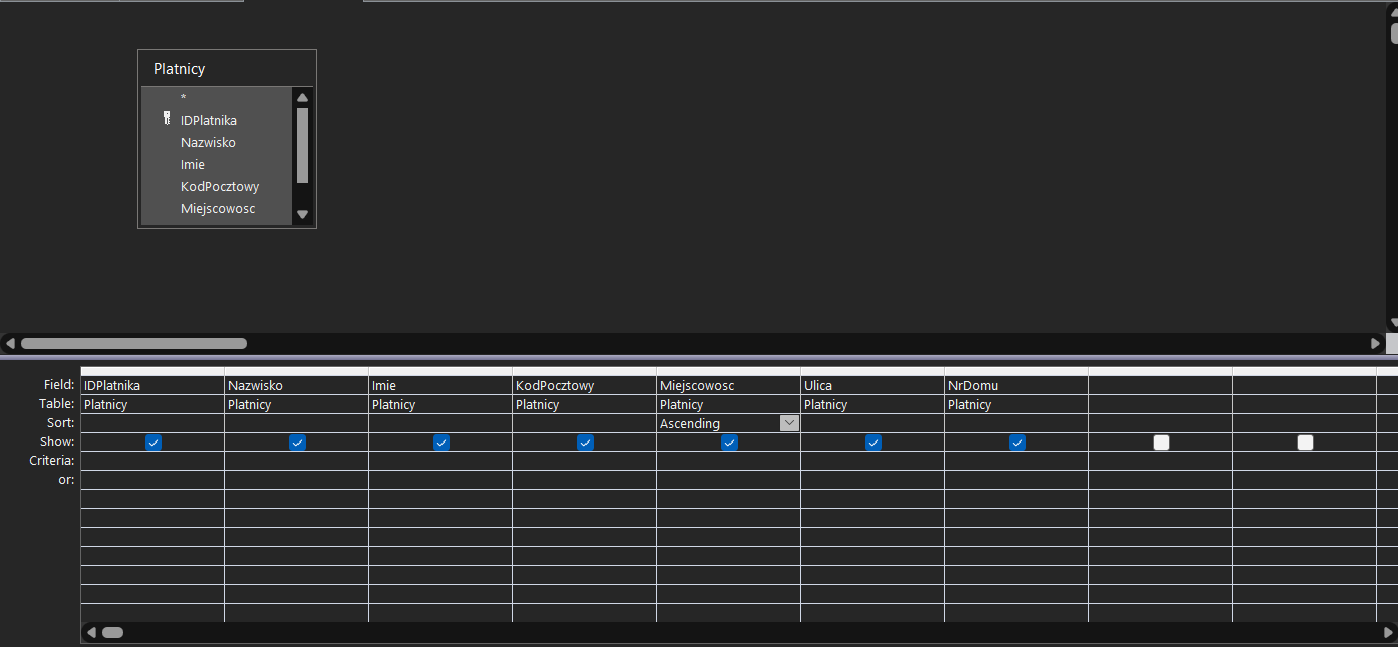 Platnicy
*
IDPlatnika
Nazwisko
Imie
KodPocztowy
Miejscowosc
Field: IDPlatnika Nazwisko Imie KodPocztowy Miejscowosc Ulica NrDomu
Table: Platnicy Platnicy Platnicy Platnicy Platnicy Platnicy Platnicy
Sort: Ascending
Show:
Criteria:
or: